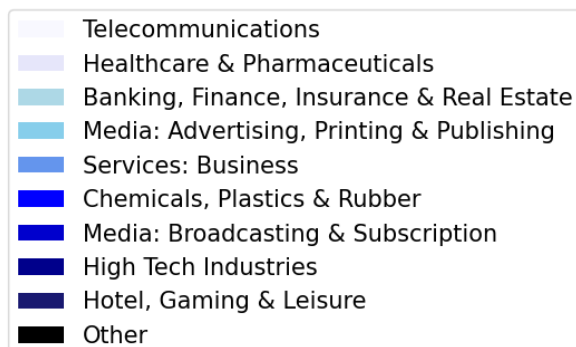 Telecommunications
Healthcare & Pharmaceuticals
Banking, Finance, Insurance & Real Estate
Media: Advertising, Printing & Publishing
Services: Business
Chemicals, Plastics & Rubber
Media: Broadcasting & Subscription
High Tech Industries
Hotel, Gaming & Leisure
Other